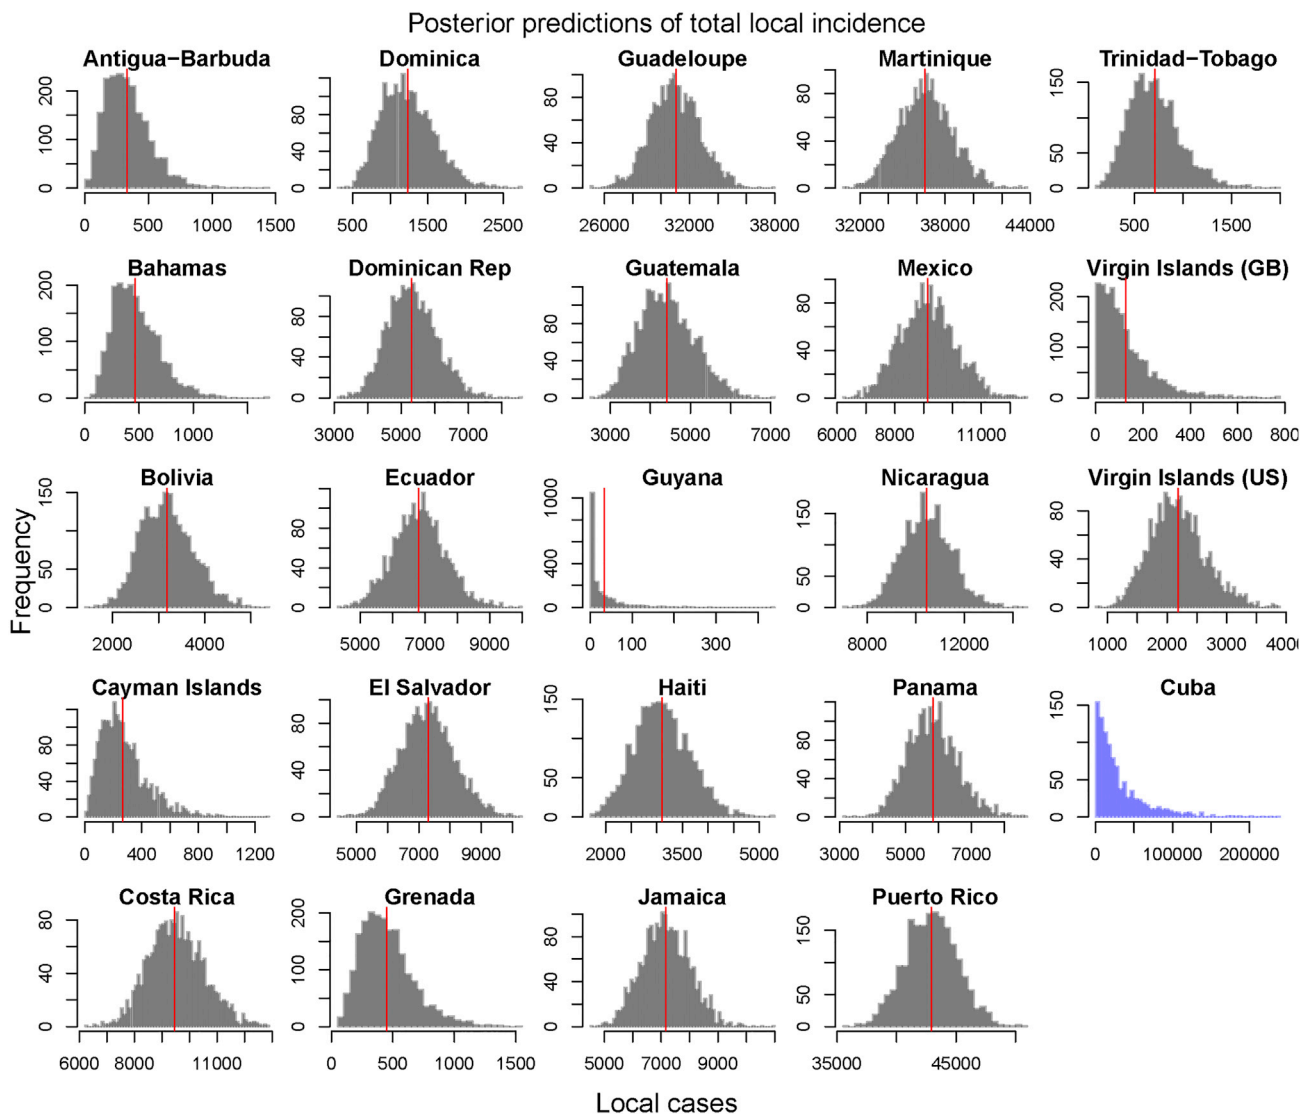 Posterior predictions of total local incidence
Antigua−Barbuda
0 100 200
0 500 1000 1500
Dominica
0 40 80
500 1500 2500
Guadeloupe
0 40 80
26000 32000 38000
Martinique
0 40 80
32000 38000 44000
Trinidad−Tobago
0 50 150
500 1500
Bahamas
0 100 200
0 500 1000
Dominican Rep
0 40 80
3000 5000 7000
Guatemala
0 40 80
3000 5000 7000
Mexico
0 40 80
6000 8000 11000
Virgin Islands (GB)
0 100 200
0 200 400 600 800
Frequency
Bolivia
0 50 150
2000 4000
Ecuador
0 40 80
5000 7000 9000
Guyana
0 400 1000
0 100 300
Nicaragua
0 50 150
8000 12000
Virgin Islands (US)
0 40 80
1000 2000 3000 400
Cayman Islands
0 40 80
0 400 800 1200
El Salvador
0 40 80
5000 7000 9000
Haiti
0 50 150
2000 3500 5000
Panama
0 40 80
3000 5000 7000
Cuba
0 50 150
0 100000 200000
Costa Rica
0 40 80
6000 8000 11000
Grenada
0 100 200
0 500 1000 1500
Jamaica
0 40 80
5000 7000 9000
Puerto Rico
0 50 150
35000 45000
Local cases